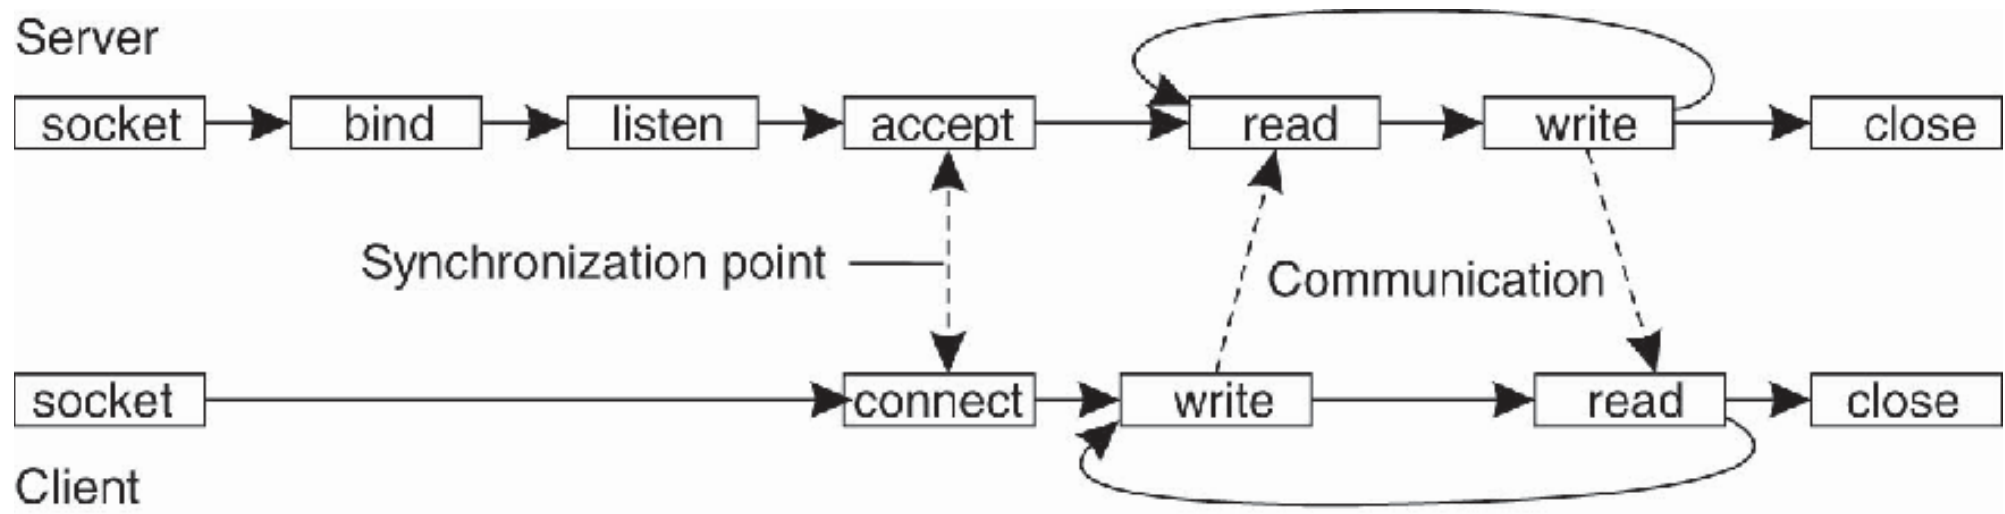 Server
socket bind listen accept read write close
Synchronization point
Communication
socket connect write read close
Client